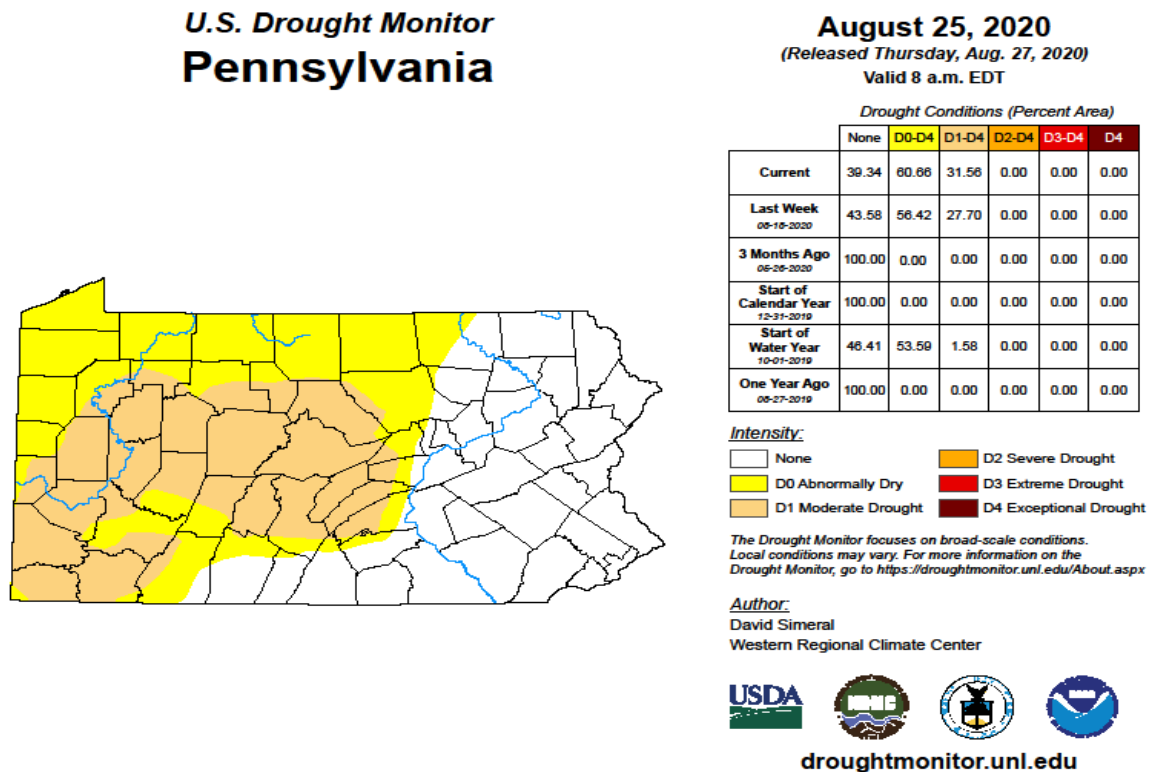 U.S. Drought Monitor
Pennsylvania
August 25, 2020
(Released Thursday, Aug. 27, 2020)
Valid 8 a.m. EDT
Drought Conditions (Percent Area)
None D0-D4 D1-D4 D2-D4 D3-D4 D4
Current 39.34 60.66 31.56 0.00 0.00 0.00
Last Week 43.58 56.42 27.70 0.00 0.00 0.00
08-18-2020
3 Months Ago 100.00 0.00 0.00 0.00 0.00 0.00
05-26-2020
Start of
Calendar Year 100.00 0.00 0.00 0.00 0.00 0.00
12-31-2019
Start of
Water Year 46.41 53.59 1.58 0.00 0.00 0.00
10-01-2019
One Year Ago 100.00 0.00 0.00 0.00 0.00 0.00
08-27-2019
Intensity:
None
D0 Abnormally Dry
D1 Moderate Drought
D2 Severe Drought
D3 Extreme Drought
D4 Exceptional Drought
The Drought Monitor focuses on broad-scale conditions.
Local conditions may vary. For more information on the
Drought Monitor, go to https://droughtmonitor.unl.edu/About.aspx
Author:
David Simeral
Western Regional Climate Center
USDA
NDMC
droughtmonitor.unl.edu